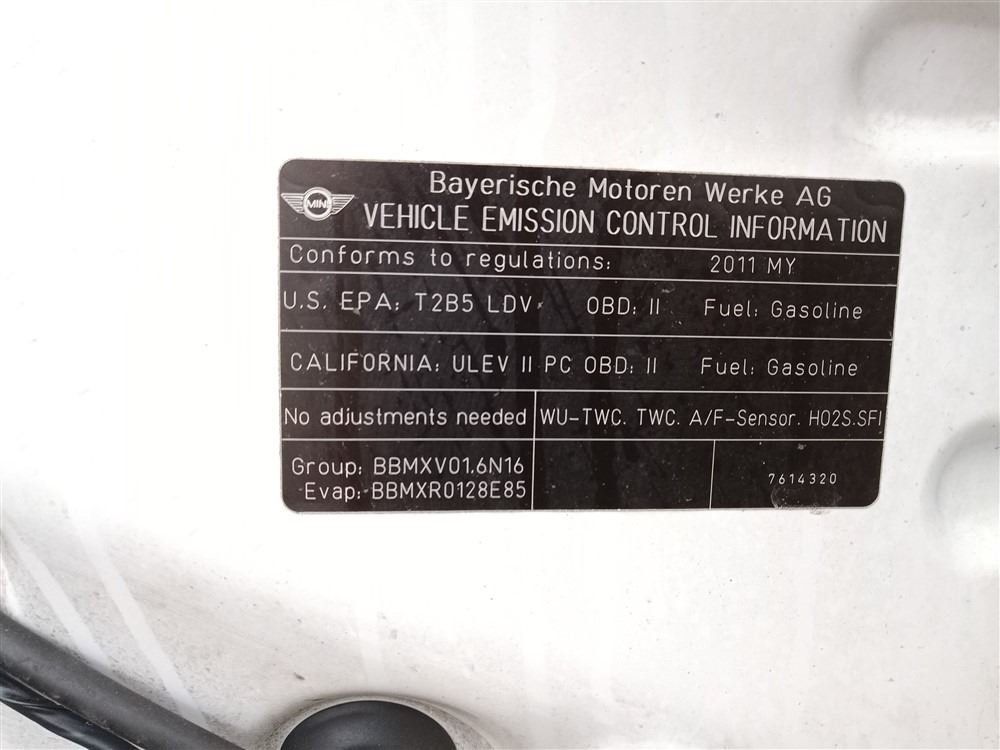 Bayerische Motoren Werke AG
MINI
VEHICLE EMISSION CONTROL INFORMATION
Conforms to regulations: 2011 MY
U.S. EPA: T2B5 LDV OBD: II Fuel: Gasoline
CALIFORNIA: ULEV II PC OBD: II Fuel: Gasoline
No adjustments needed WU-TWC. TWC. A/F-Sensor. HO2S.SFI
Group: BBMXV01.6N16
Evap: BBMXR0128E85
7614320